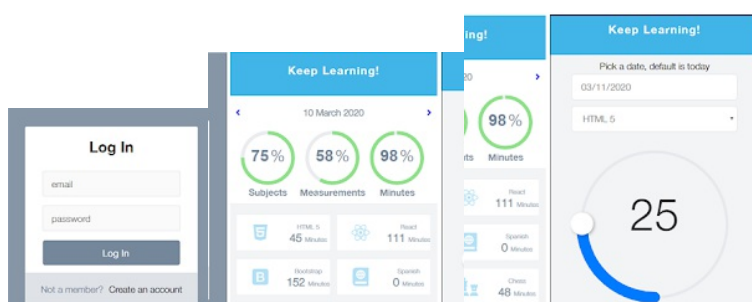 Log In
email
password
Log In
Not a member? Create an account
Keep Learning!
10 March 2020
75%
58%
98%
Subjects
Measurements
Minutes
HTML 5
45 Minutes
React
111 Minutes
Bootstrap
152 Minutes
Spanish
0 Minutes
ing!
20
98%
nts
Minutes
React
111 Minutes
Spanish
0 Minutes
Chess
48 Minutes
Keep Learning!
Pick a date, default is today
03/11/2020
HTML 5
25